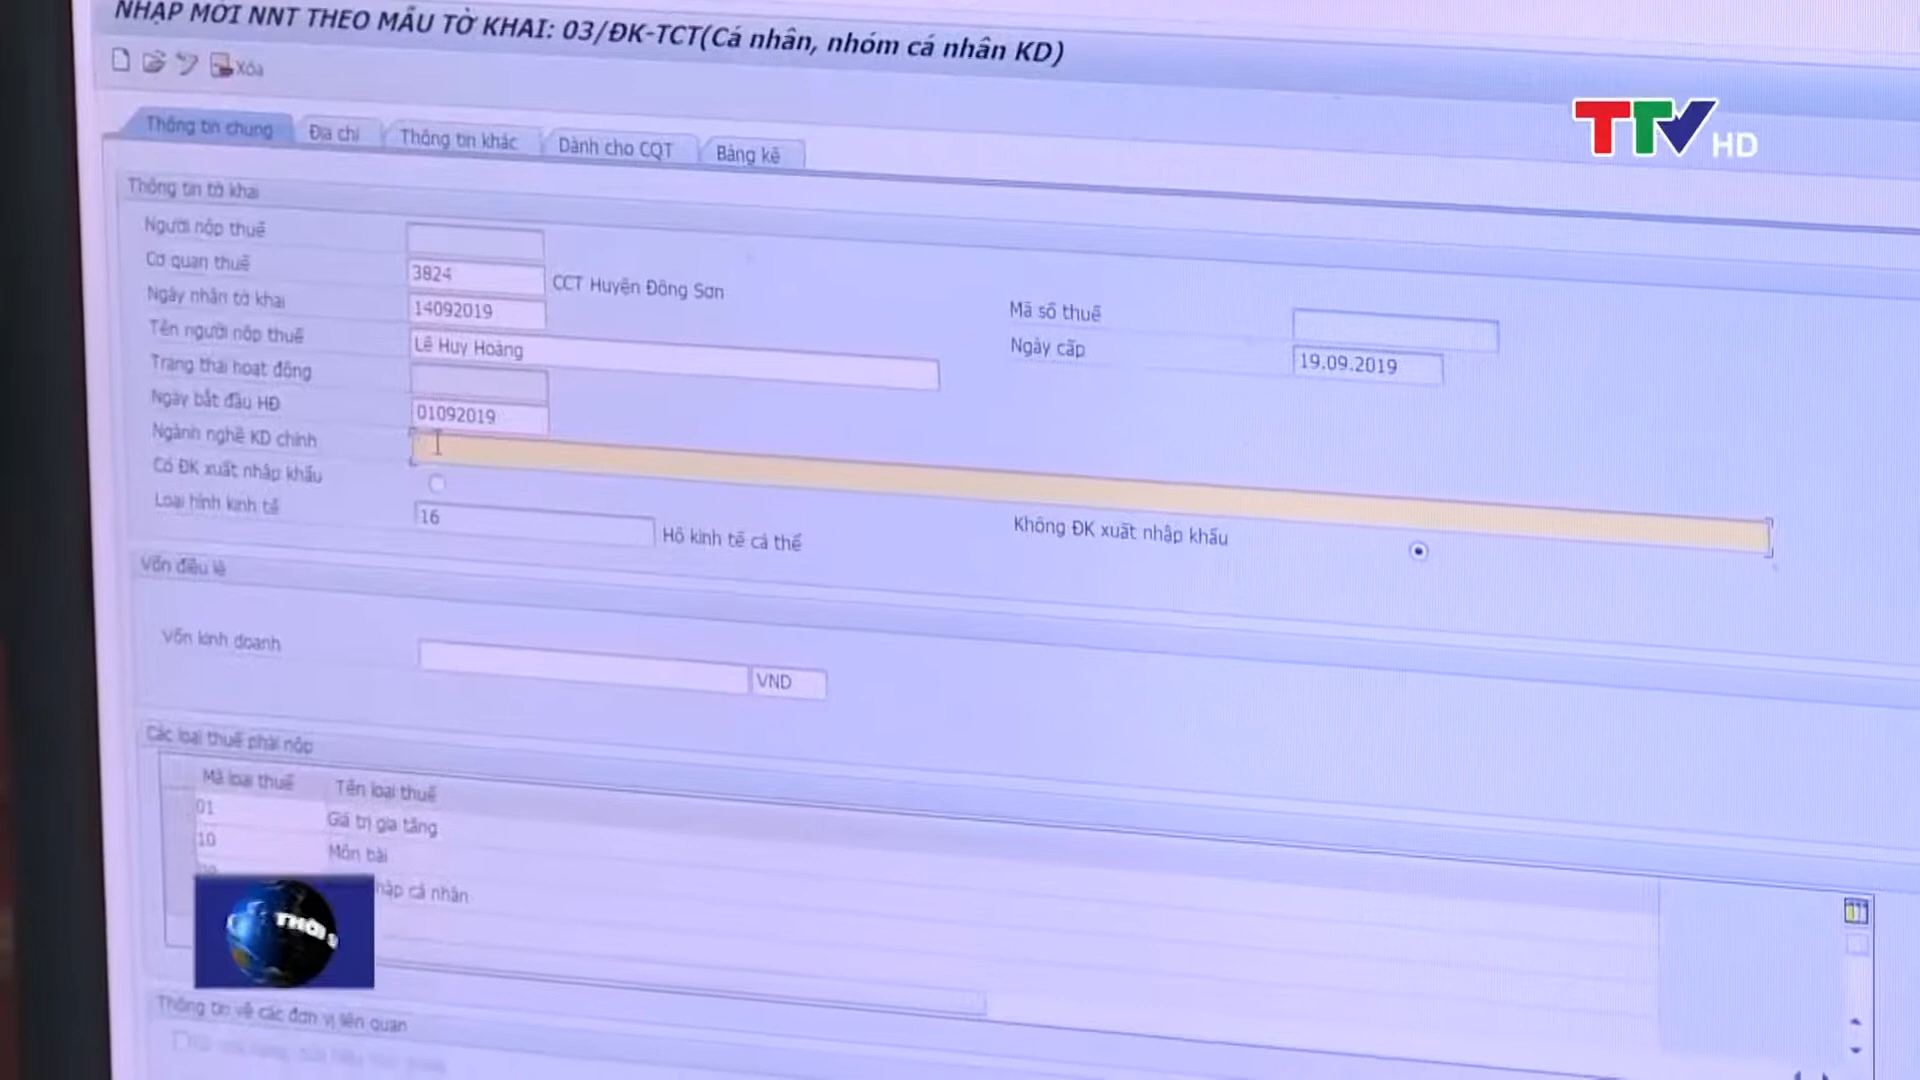 NHẬP MỚI NNT THEO MẪU TỜ KHAI: 03/ĐK-TCT(Cá nhân, nhóm cá nhân KD)
Xóa
TTV HD
Thông tin chung Địa chỉ Thông tin khác Dành cho CQT Bảng kê
Thông tin tờ khai
Người nộp thuế
Cơ quan thuế 3824 CCT Huyện Đông Sơn
Ngày nhận tờ khai 14092019 Mã số thuế
Tên người nộp thuế Lê Huy Hoàng Ngày cấp 19.09.2019
Trạng thái hoạt động
Ngày bắt đầu HĐ 01092019
Ngành nghề KD chính
Có ĐK xuất nhập khẩu Không ĐK xuất nhập khẩu
Loại hình kinh tế 16 Hộ kinh tế cá thể
Vốn điều lệ
Vốn kinh doanh VND
Các loại thuế phải nộp
Mã loại thuế Tên loại thuế
01 Giá trị gia tăng
10 Môn bài
nhập cá nhân
THỜI S
Thông tin về các đơn vị liên quan